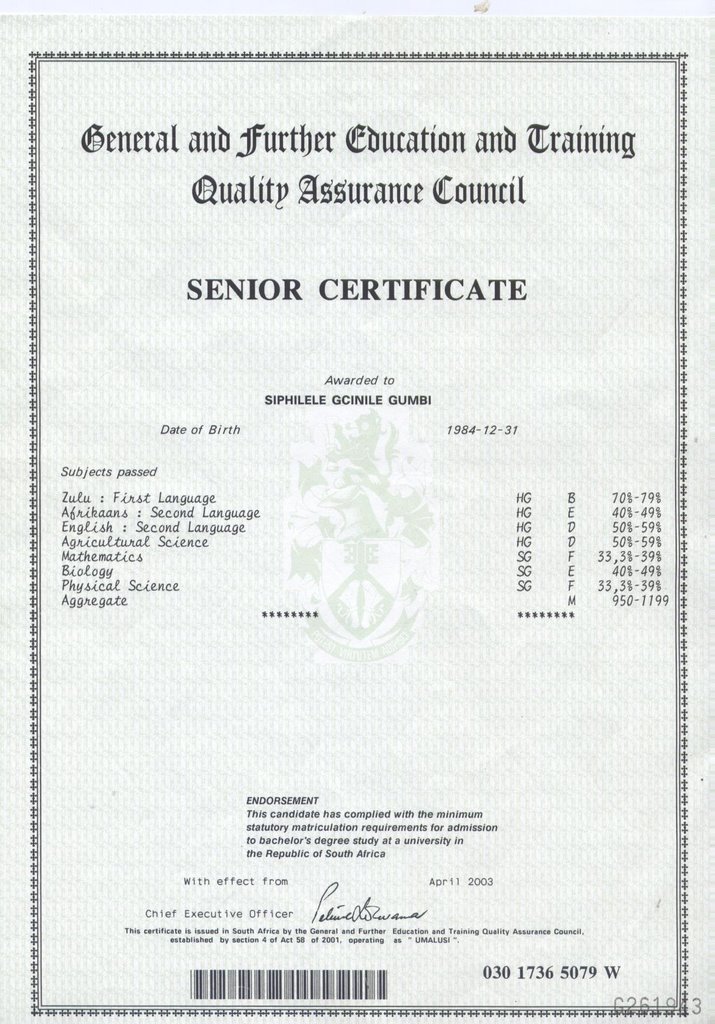 General and Further Education and Training
Quality Assurance Council
SENIOR CERTIFICATE
Awarded to
SIPHILELE GCINILE GUMBI
Date of Birth 1984-12-31
Subjects passed
Zulu : First Language HG B 70%-79%
Afrikaans : Second Language HG E 40%-49%
English : Second Language HG D 50%-59%
Agricultural Science HG D 50%-59%
Mathematics SG F 33,3%-39%
Biology SG E 40%-49%
Physical Science SG F 33,3%-39%
Aggregate M 950-1199
******** ********
ENDORSEMENT
This candidate has complied with the minimum
statutory matriculation requirements for admission
to bachelor's degree study at a university in
the Republic of South Africa
With effect from April 2003
Chief Executive Officer
This certificate is issued in South Africa by the General and Further Education and Training Quality Assurance Council,
established by section 4 of Act 58 of 2001, operating as " UMALUSI ".
030 1736 5079 W